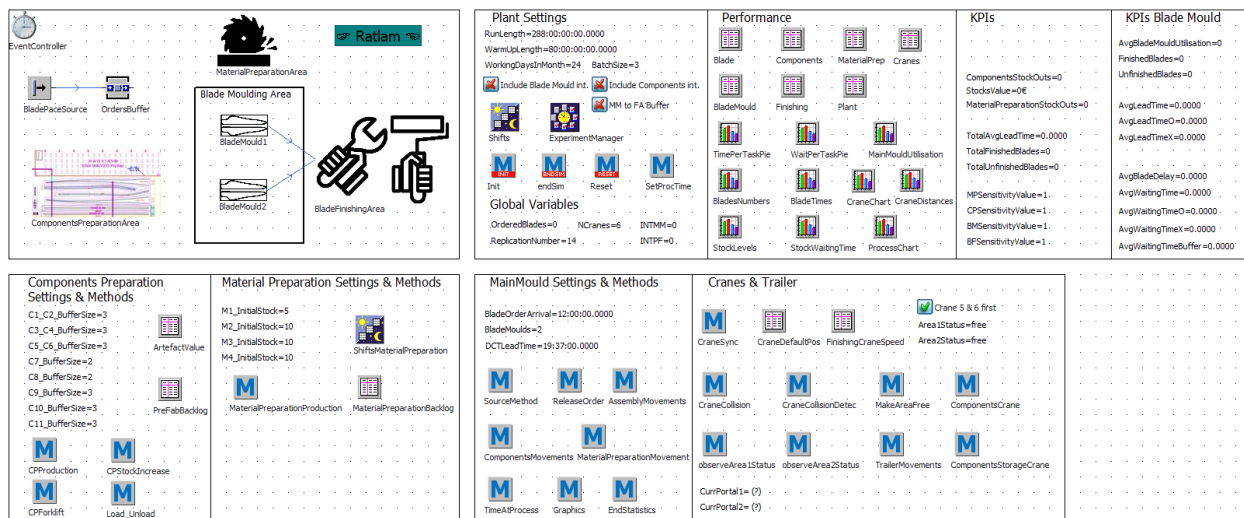 EventController
☜ Ratlam ☜
MaterialPreparationArea
BladePaceSource
OrdersBuffer
Blade Moulding Area
BladeMould1
BladeMould2
BladeFinishingArea
ComponentsPreparationArea
Plant Settings
RunLength=288:00:00:00.0000
WarmUpLength=80:00:00:00.0000
WorkingDaysInMonth=24 BatchSize=3
Include Blade Mould int. Include Components int.
MM to FA Buffer
Shifts ExperimentManager
INIT ENDSIM RESET
Init endSim Reset SetProcTime
Global Variables
OrderedBlades=0 NCranes=6 INTMM=0
ReplicationNumber=14 INTPF=0
Performance
Blade Components MaterialPrep Cranes
BladeMould Finishing Plant
TimePerTaskPie WaitPerTaskPie MainMouldUtilisation
BladesNumbers BladeTimes CraneChart CraneDistances
StockLevels StockWaitingTime ProcessChart
KPIs
ComponentsStockOuts=0
StocksValue=0€
MaterialPreparationStockOuts=0
TotalAvgLeadTime=0.0000
TotalFinishedBlades=0
TotalUnfinishedBlades=0
MPSensitivityValue=1
CPSensitivityValue=1
BMSensitivityValue=1
BFSensitivityValue=1
KPIs Blade Mould
AvgBladeMouldUtilisation=0
FinishedBlades=0
UnfinishedBlades=0
AvgLeadTime=0.0000
AvgLeadTimeO=0.0000
AvgLeadTimeX=0.0000
AvgBladeDelay=0.0000
AvgWaitingTime=0.0000
AvgWaitingTimeO=0.0000
AvgWaitingTimeX=0.0000
AvgWaitingTimeBuffer=0.0000
Components Preparation
Settings & Methods
C1_C2_BufferSize=3
C3_C4_BufferSize=3
C5_C6_BufferSize=3
C7_BufferSize=2
C8_BufferSize=2
C9_BufferSize=3
C10_BufferSize=3
C11_BufferSize=3
ArtefactValue
PreFabBacklog
CPProduction CPStockIncrease
CPForklift Load_Unload
Material Preparation Settings & Methods
M1_InitialStock=5
M2_InitialStock=10
M3_InitialStock=10
M4_InitialStock=10
ShiftsMaterialPreparation
MaterialPreparationProduction MaterialPreparationBacklog
MainMould Settings & Methods
BladeOrderArrival=12:00:00.0000
BladeMoulds=2
DCTLeadTime=19:37:00.0000
SourceMethod ReleaseOrder AssemblyMovements
ComponentsMovements MaterialPreparationMovement
TimeAtProcess Graphics EndStatistics
Cranes & Trailer
Crane 5 & 6 first
Area1Status=free
Area2Status=free
CraneSync CraneDefaultPos FinishingCraneSpeed
CraneCollision CraneCollisionDetec MakeAreaFree ComponentsCrane
observeArea1Status observeArea2Status TrailerMovements ComponentsStorageCrane
CurrPortal1= (?)
CurrPortal2= (?)